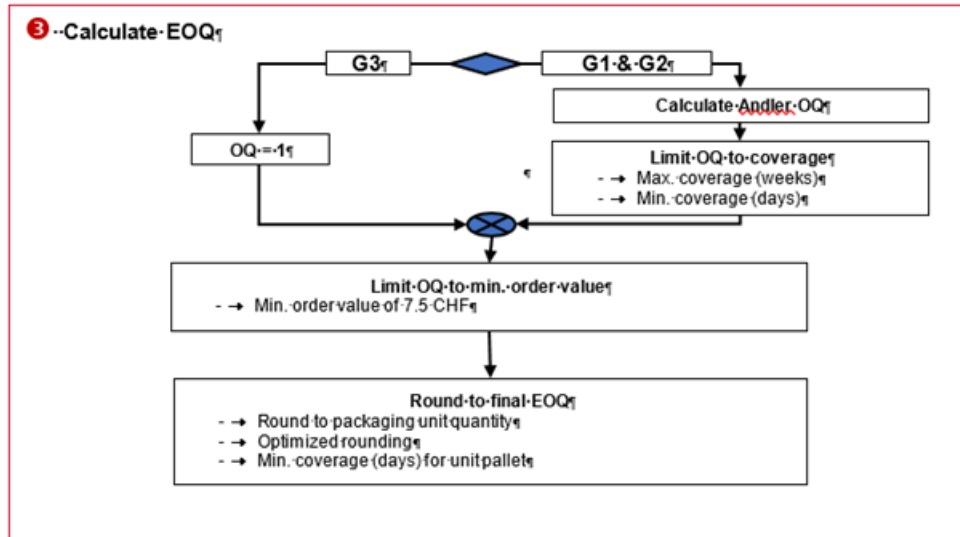 3 ··Calculate·EOQ¶
G3¶
G1·&·G2¶
Calculate·Andler·OQ¶
OQ·=·1¶
Limit·OQ·to·coverage¶
- → Max.·coverage·(weeks)¶
- → Min.·coverage·(days)¶
¶
Limit·OQ·to·min.·order·value¶
- → Min.·order·value·of·7.5·CHF¶
Round·to·final·EOQ¶
- → Round·to·packaging·unit·quantity¶
- → Optimized·rounding¶
- → Min.·coverage·(days)·for·unit·pallet¶